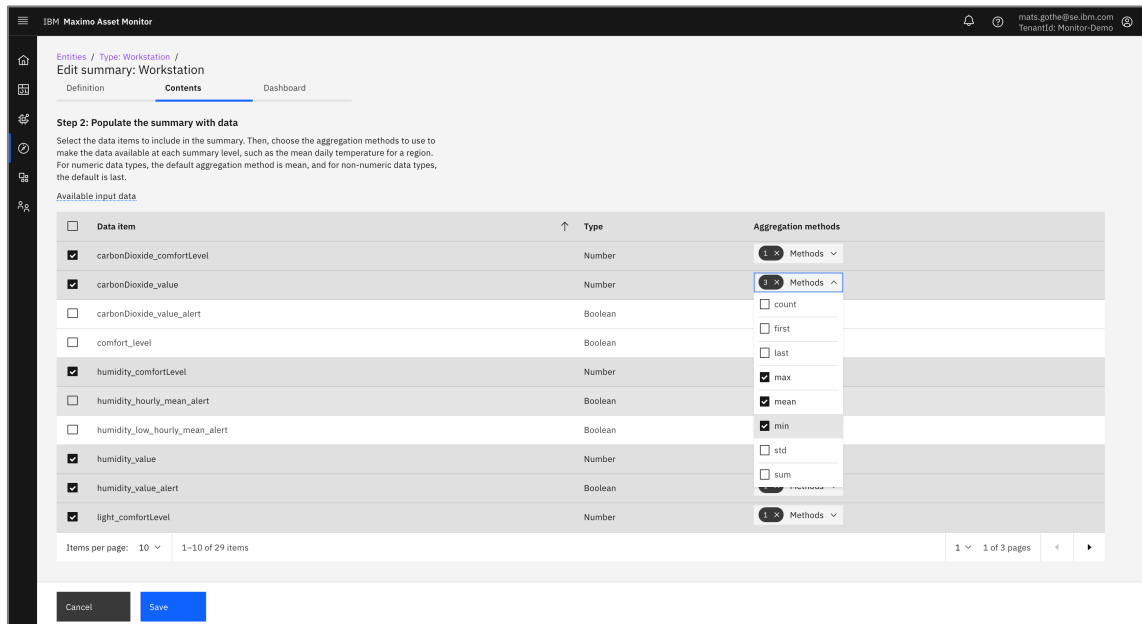 IBM Maximo Asset Monitor
mats.gothe@se.ibm.com
TenantId: Monitor-Demo
Entities / Type: Workstation /
Edit summary: Workstation
Definition Contents Dashboard
Step 2: Populate the summary with data
Select the data items to include in the summary. Then, choose the aggregation methods to use to
make the data available at each summary level, such as the mean daily temperature for a region.
For numeric data types, the default aggregation method is mean, and for non-numeric data types,
the default is last.
Available input data
Data item Type Aggregation methods
carbonDioxide_comfortLevel Number 1 × Methods
carbonDioxide_value Number 3 × Methods
carbonDioxide_value_alert Boolean
count
first
comfort_level Boolean
last
humidity_comfortLevel Number
max
humidity_hourly_mean_alert Boolean
mean
humidity_low_hourly_mean_alert Boolean
min
humidity_value Number
std
sum
humidity_value_alert Boolean
light_comfortLevel Number 1 × Methods
Items per page: 10 1–10 of 29 items 1 1 of 3 pages
Cancel Save